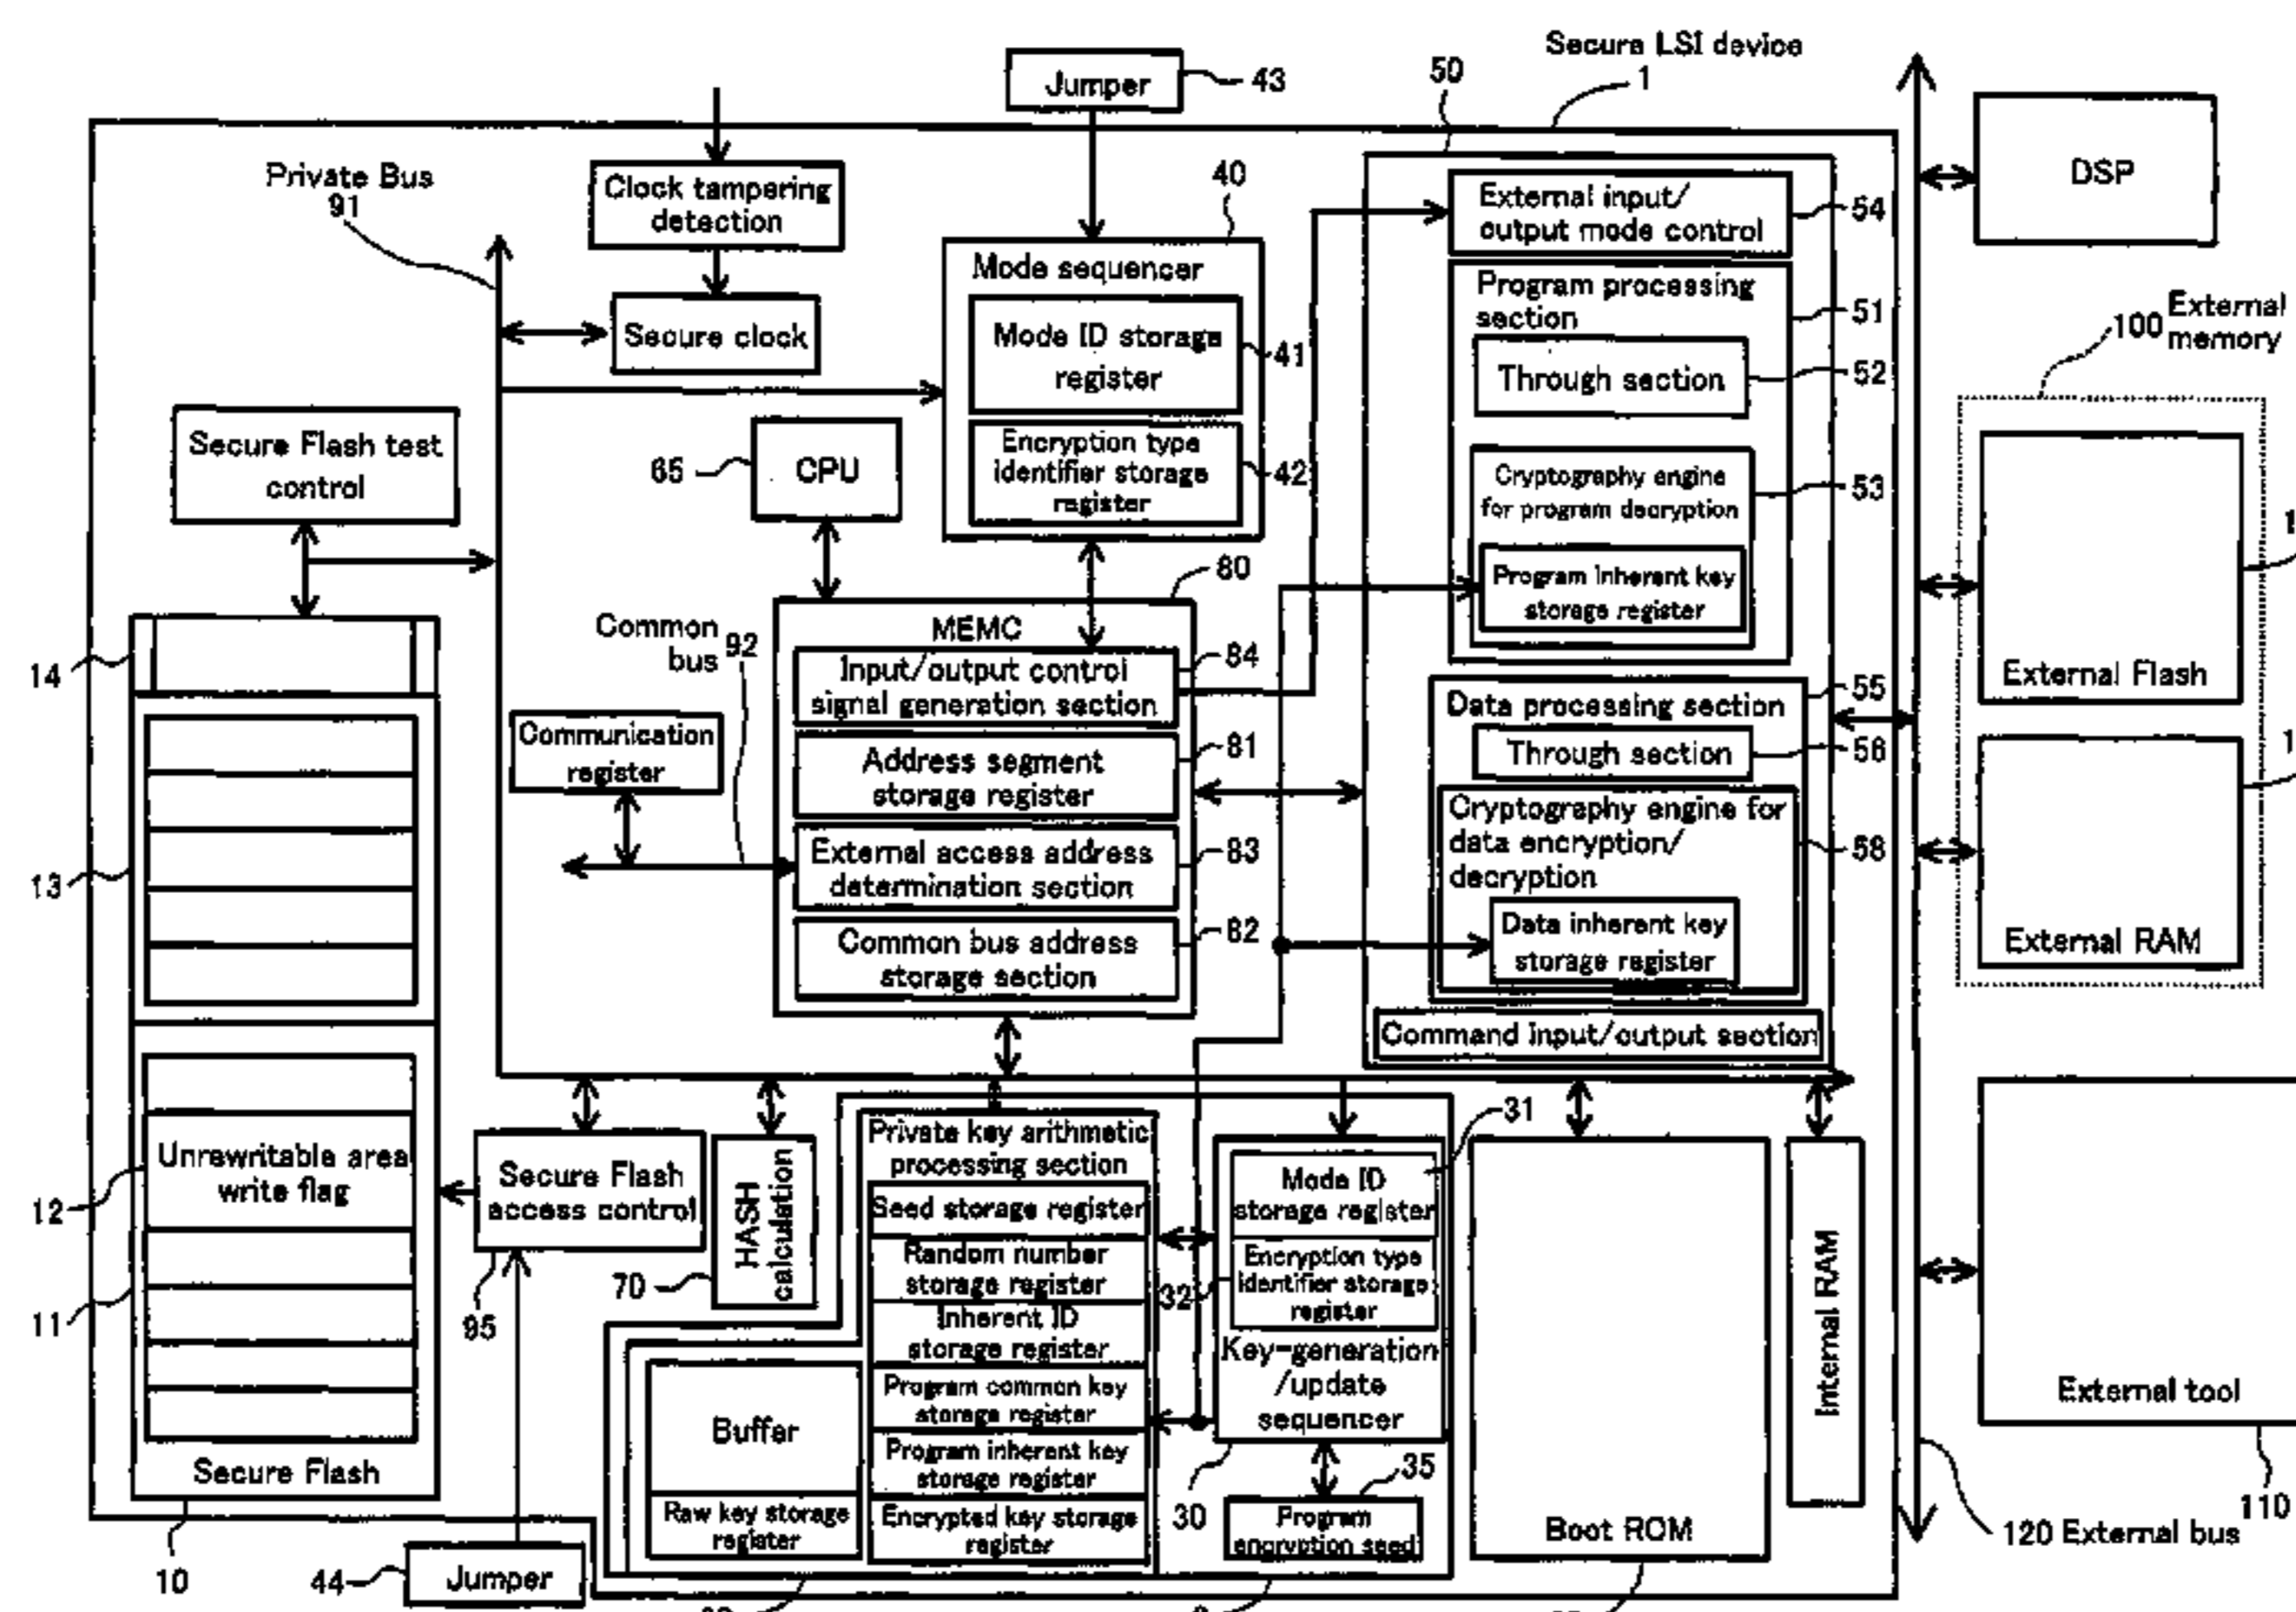 Secure LSI device
1
Jumper
43
50
Private Bus
91
Clock tampering
detection
40
External input/
output mode control
54
DSP
Mode sequencer
Secure clock
Mode ID storage
register
41
Program processing
section
51
Through section
52
100
External
memory
Secure Flash test
control
65
CPU
Encryption type
identifier storage
register
42
Cryptography engine
for program decryption
53
Program inherent key
storage register
External Flash
80
MEMC
Common
bus
92
Input/output control
signal generation section
84
14
Communication
register
Address segment
storage register
81
Data processing section
55
Through section
56
13
External access address
determination section
83
Cryptography engine for
data encryption/
decryption
58
Common bus address
storage section
82
Data inherent key
storage register
External RAM
Command input/output section
Unrewritable area
write flag
12
11
Secure Flash
10
Secure Flash
access control
95
HASH
calculation
70
Private key arithmetic
processing section
Seed storage register
Random number
storage register
Inherent ID
storage register
Program common key
storage register
Program inherent key
storage register
Encrypted key storage
register
Buffer
Raw key storage
register
31
Mode ID
storage register
32
Encryption type
identifier storage
register
Key-generation
/update
sequencer
30
35
Program
encryption seed
Boot ROM
Internal RAM
External tool
110
120 External bus
44
Jumper